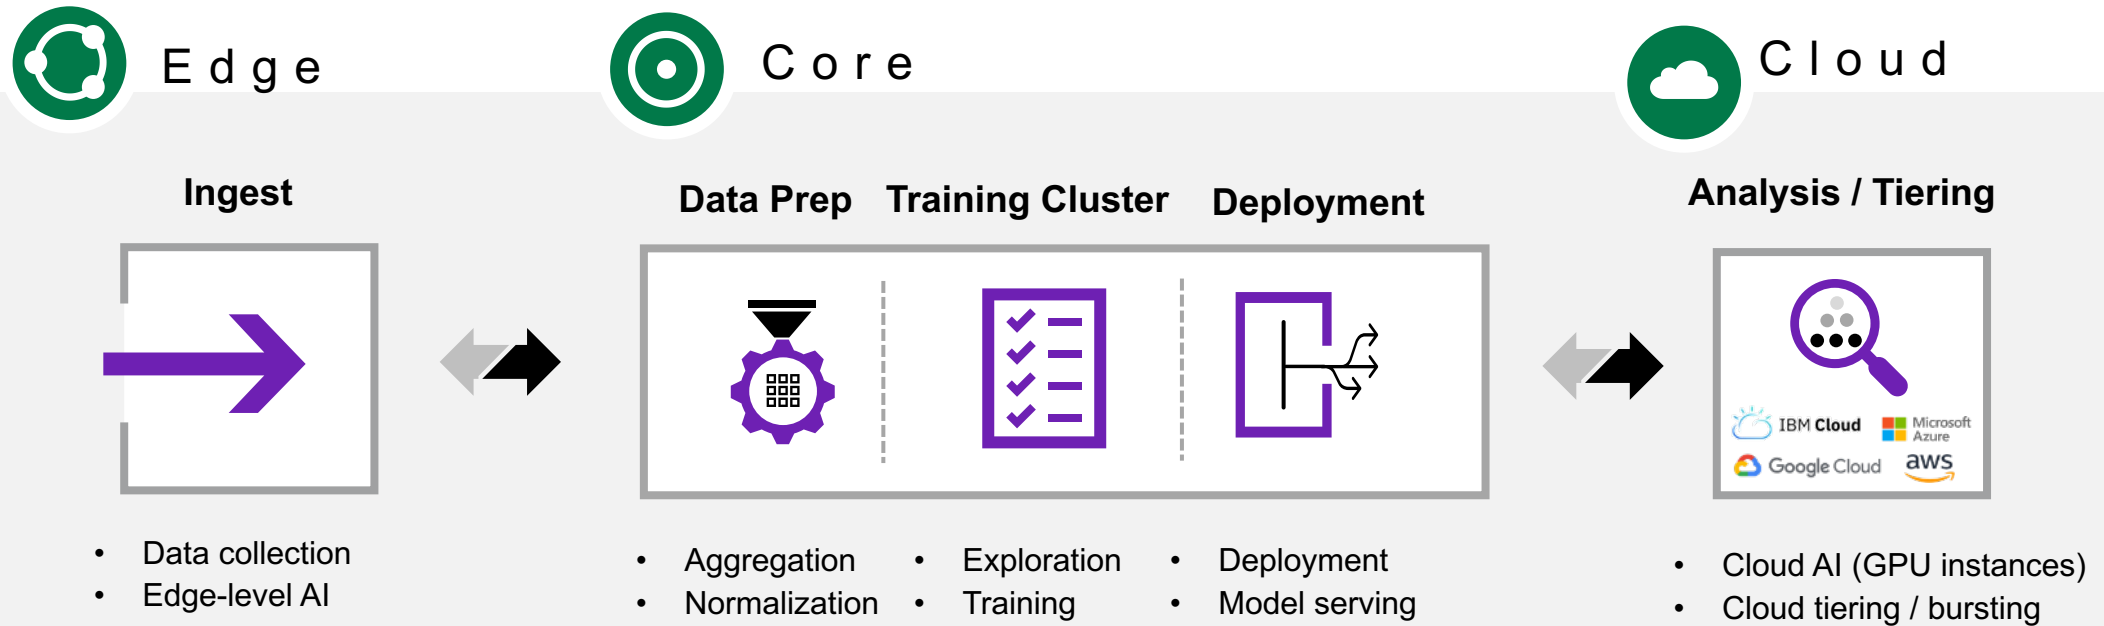 Edge
Core
Cloud
Ingest
Data Prep
Training Cluster
Deployment
Analysis / Tiering
IBM Cloud
Microsoft
Azure
Google Cloud
aws
• Data collection
• Edge-level AI
• Aggregation
• Normalization
• Exploration
• Training
• Deployment
• Model serving
• Cloud AI (GPU instances)
• Cloud tiering / bursting